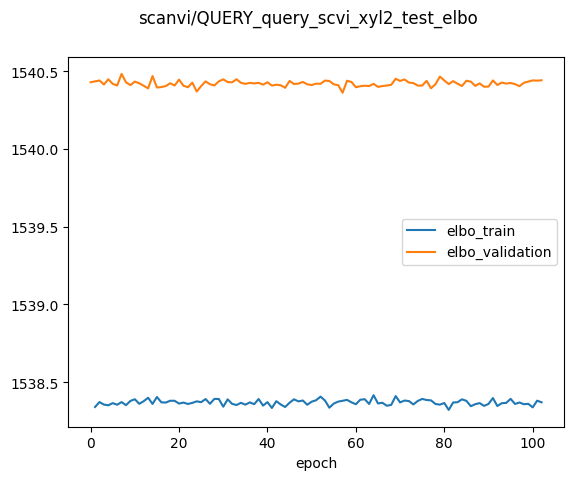 scanvi/QUERY_query_scvi_xyl2_test_elbo
1540.5
1540.0
1539.5
1539.0
1538.5
elbo_train
elbo_validation
0
20
40
60
80
100
epoch